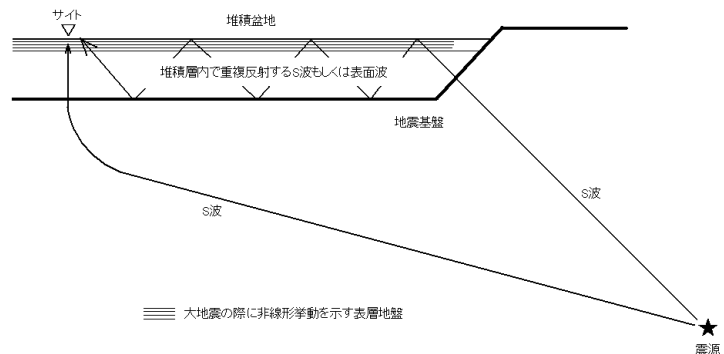 サイト
堆積盆地
堆積層内で重複反射するS波もしくは表面波
地震基盤
S波
S波
大地震の際に非線形挙動を示す表層地盤
震源